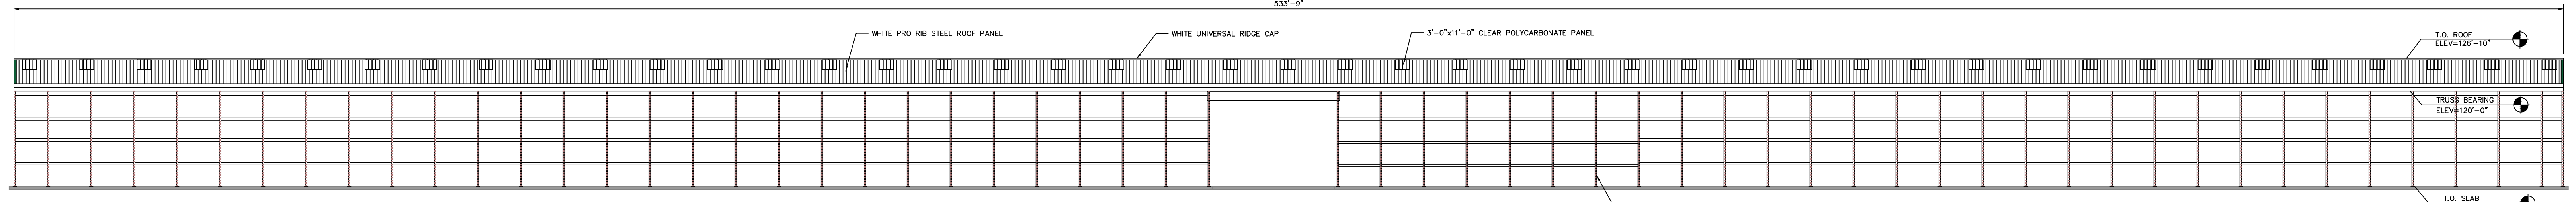 533'-9"
WHITE PRO RIB STEEL ROOF PANEL
WHITE UNIVERSAL RIDGE CAP
3'-0"x11'-0" CLEAR POLYCARBONATE PANEL
T.O. ROOF
ELEV=126'-10"
TRUSS BEARING
ELEV=120'-0"
T.O. SLAB